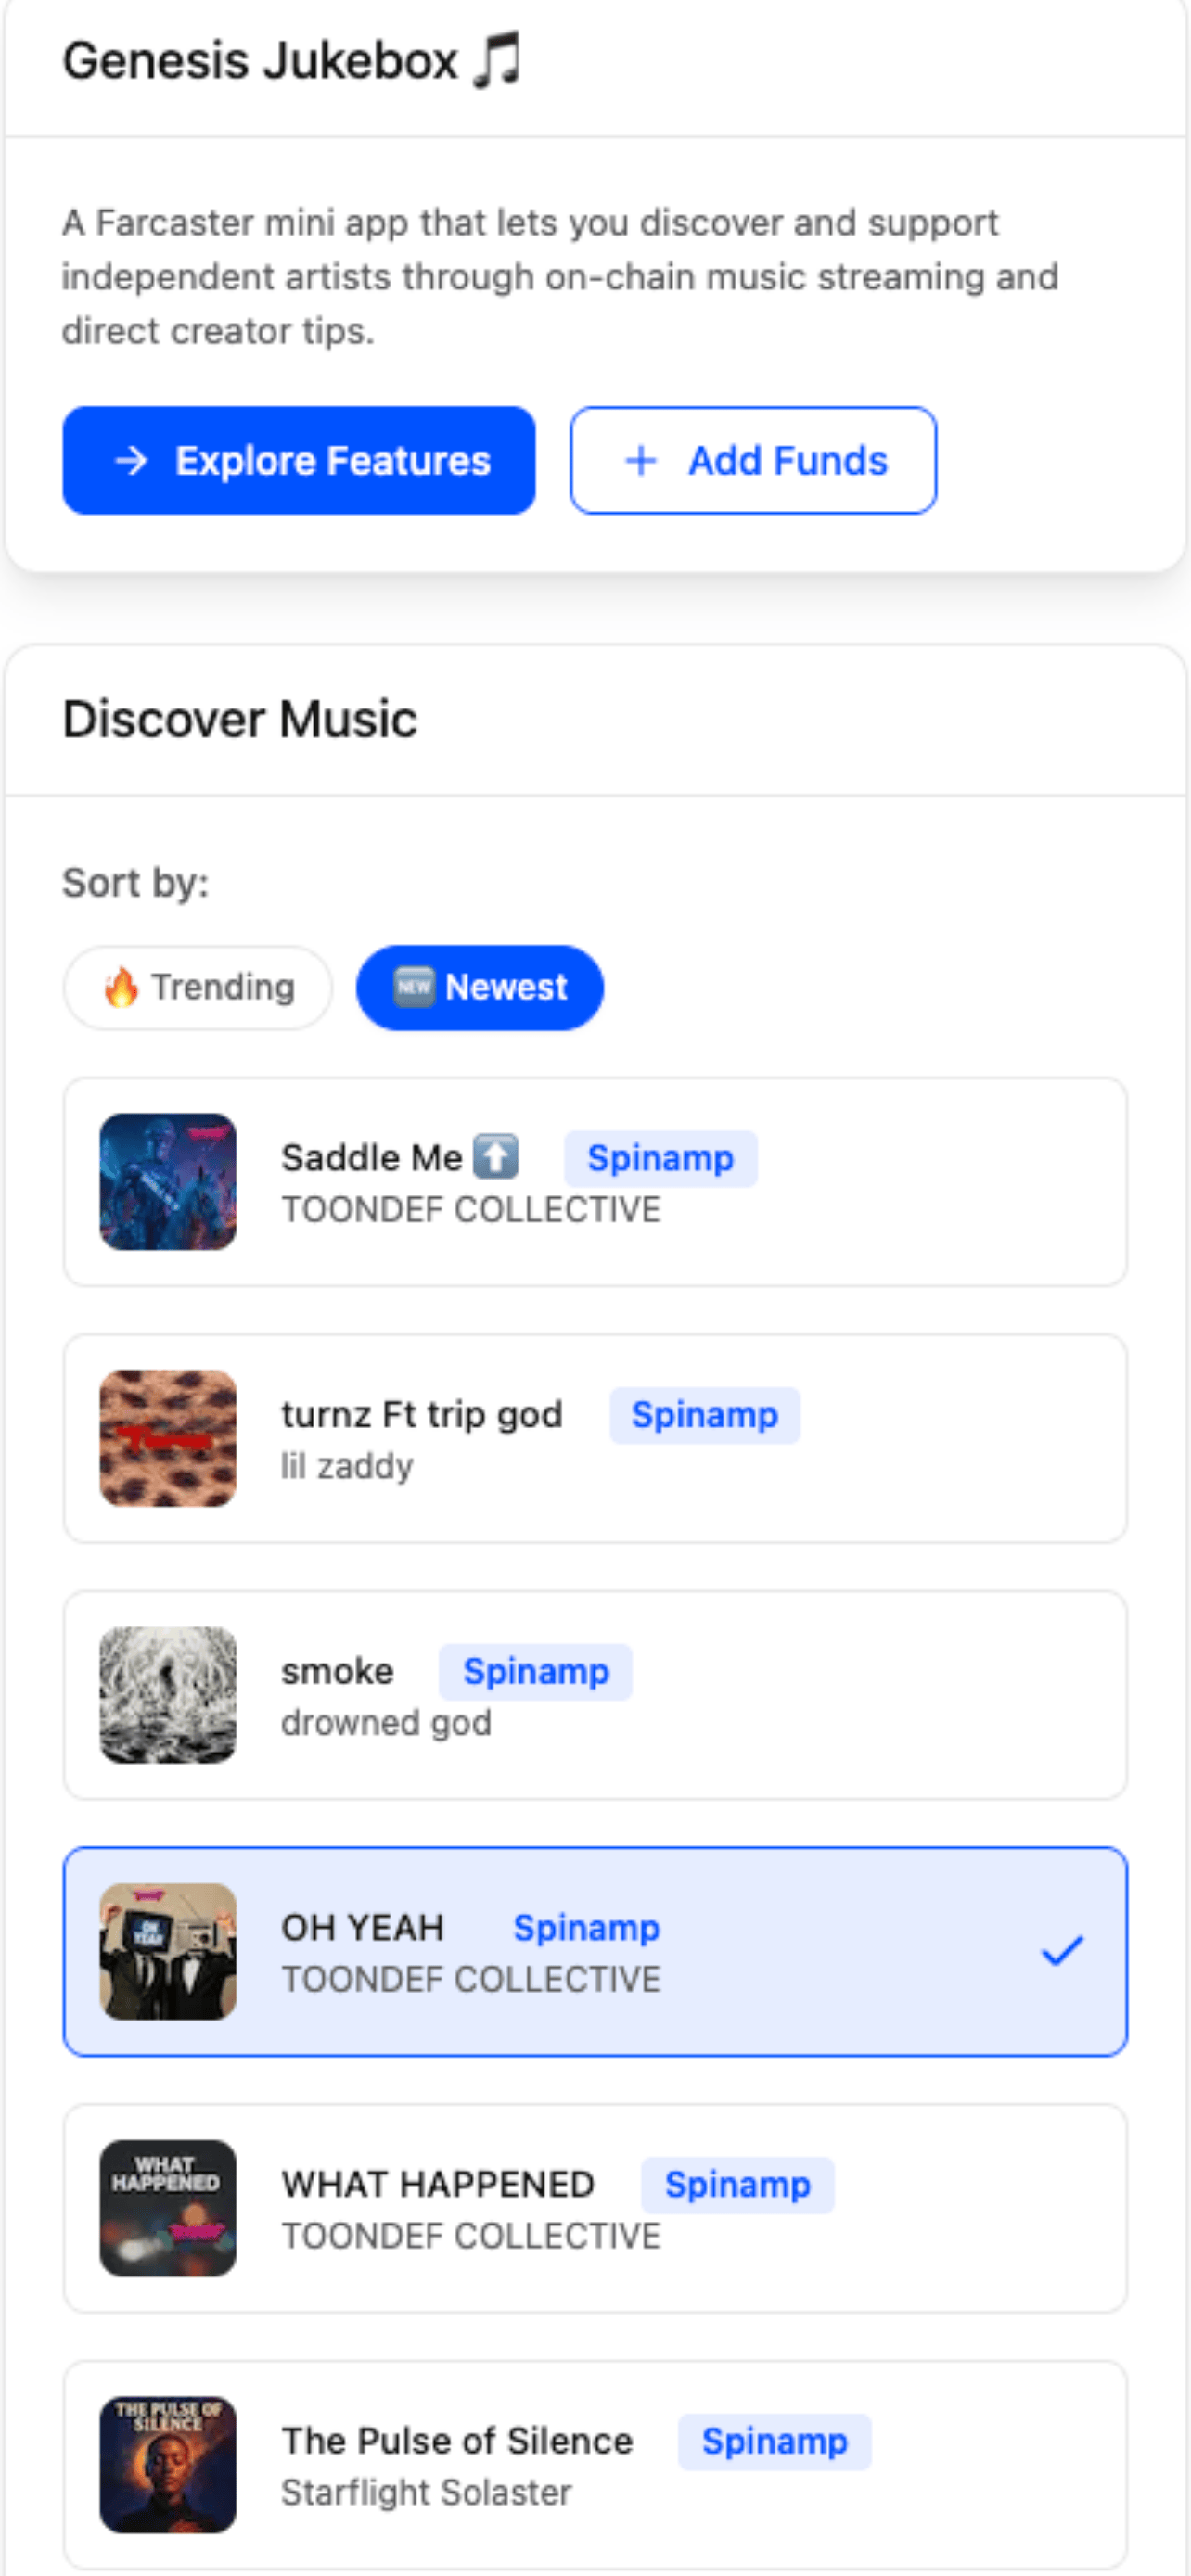 Genesis Jukebox 🎵
A Farcaster mini app that lets you discover and support
independent artists through on-chain music streaming and
direct creator tips.
→ Explore Features
+ Add Funds
Discover Music
Sort by:
🔥 Trending
🆕 Newest
Saddle Me ⬆️ Spinamp
TOONDEF COLLECTIVE
turnz Ft trip god Spinamp
lil zaddy
smoke Spinamp
drowned god
OH YEAH Spinamp
TOONDEF COLLECTIVE
OH
YEAH
WHAT HAPPENED Spinamp
TOONDEF COLLECTIVE
WHAT
HAPPENED
The Pulse of Silence Spinamp
Starflight Solaster
THE PULSE OF
SILENCE